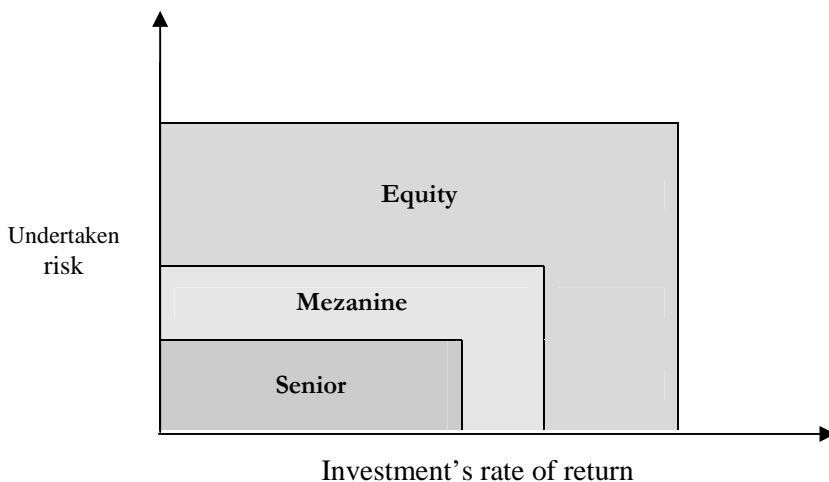 Equity
Undertaken
risk
Mezanine
Senior
Investment’s rate of return